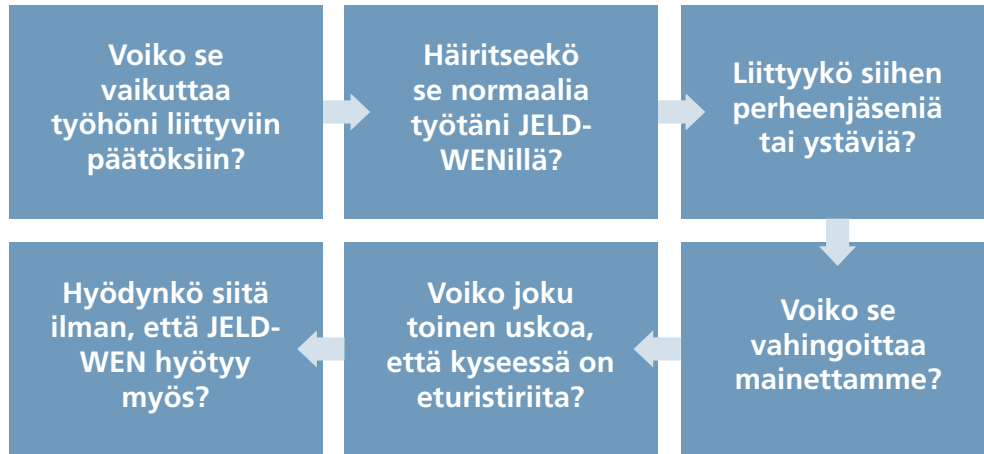 Voiko se
vaikuttaa
työhöni liittyviin
päätöksiin?
Häiritseekö
se normaalia
työtäni JELD-
WENillä?
Liittyykö siihen
perheenjäseniä
tai ystäviä?
Voiko se
vahingoittaa
mainettamme?
Voiko joku
toinen uskoa,
että kyseessä on
eturistiriita?
Hyödynkö siitä
ilman, että JELD-
WEN hyötyy
myös?